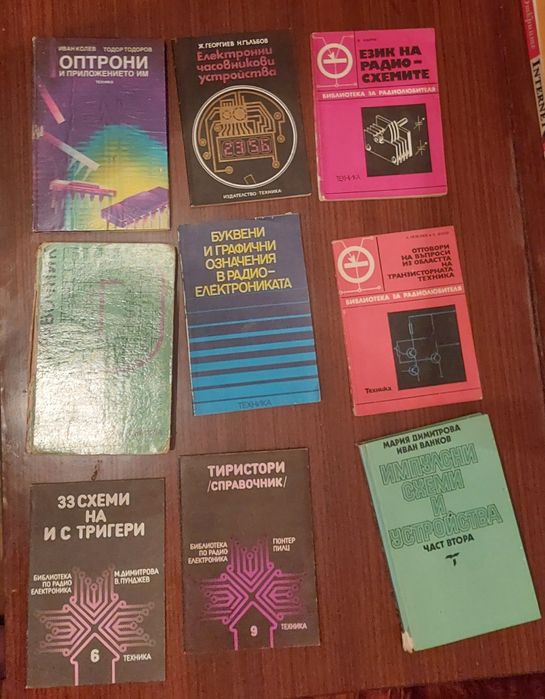 ИВАН КОЛЕВ ТОДОР ТОДОРОВ
ОПТРОНИ
И ПРИЛОЖЕНИЕТО ИМ
ТЕХНИКА
Ж. ГЕОРГИЕВ Н. ГЪЛЪБОВ
Електронни
часовникови
устройства
23 56
ИЗДАТЕЛСТВО • ТЕХНИКА
ЕЗИК НА
РАДИО-
СХЕМИТЕ
БИБЛИОТЕКА ЗА РАДИОЛЮБИТЕЛЯ
ТЕХНИКА
INTERNET
БУКВЕНИ
И ГРАФИЧНИ
ОЗНАЧЕНИЯ
В РАДИО-
ЕЛЕКТРОНИКАТА
ТЕХНИКА
ОТГОВОРИ
НА ВЪПРОСИ
ИЗ ОБЛАСТТА
НА
ТРАНЗИСТОРНАТА
ТЕХНИКА
БИБЛИОТЕКА ЗА РАДИОЛЮБИТЕЛЯ
ТЕХНИКА
33 СХЕМИ
НА
И С ТРИГЕРИ
БИБЛИОТЕКА
ПО РАДИО
ЕЛЕКТРОНИКА
М. ДИМИТРОВА
В. ПУНДЖЕВ
6
ТЕХНИКА
ТИРИСТОРИ
/СПРАВОЧНИК/
БИБЛИОТЕКА
ПО РАДИО
ЕЛЕКТРОНИКА
ГЮНТЕР
ПИЛЦ
9
ТЕХНИКА
МАРИЯ ДИМИТРОВА
ИВАН ВАНКОВ
ИМПУЛСНИ
СХЕМИ
И
УСТРОЙСТВА
ЧАСТ ВТОРА